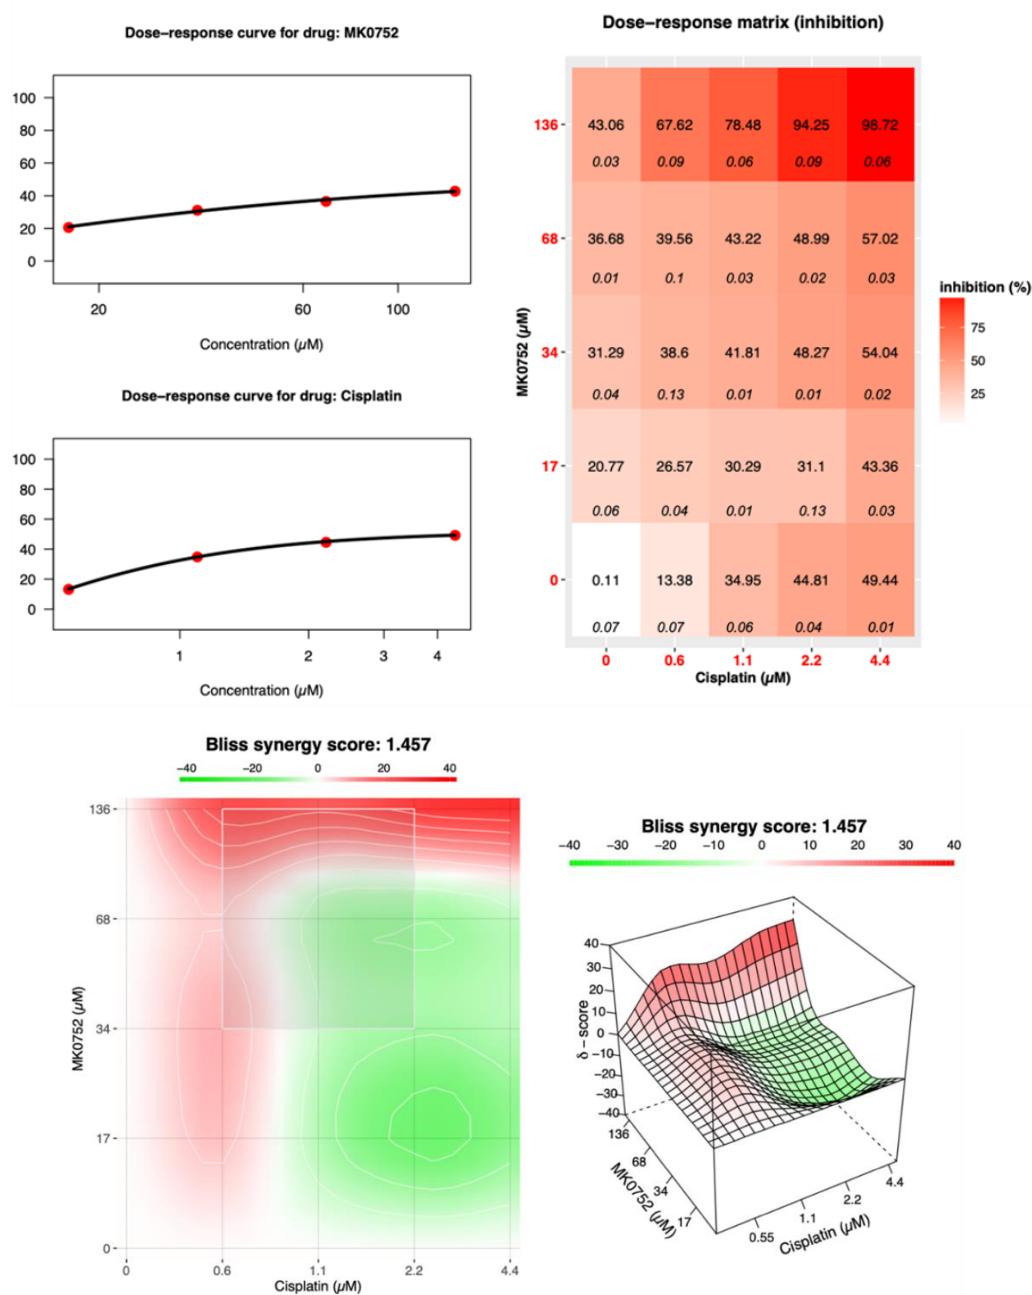 Dose−response curve for drug: MK0752
100
80
60
40
20
0
20 60 100
Concentration (µM)
Dose−response curve for drug: Cisplatin
100
80
60
40
20
0
1 2 3 4
Concentration (µM)
Dose−response matrix (inhibition)
MK0752 (µM)
136 43.06 67.62 78.48 94.25 98.72
0.03 0.09 0.06 0.09 0.06
68 36.68 39.56 43.22 48.99 57.02
0.01 0.1 0.03 0.02 0.03
34 31.29 38.6 41.81 48.27 54.04
0.04 0.13 0.01 0.01 0.02
17 20.77 26.57 30.29 31.1 43.36
0.06 0.04 0.01 0.13 0.03
0 0.11 13.38 34.95 44.81 49.44
0.07 0.07 0.06 0.04 0.01
0 0.6 1.1 2.2 4.4
Cisplatin (µM)
inhibition (%)
75
50
25
Bliss synergy score: 1.457
−40 −20 0 20 40
MK0752 (µM)
136
68
34
17
0
0 0.6 1.1 2.2 4.4
Cisplatin (µM)
Bliss synergy score: 1.457
−40 −30 −20 −10 0 10 20 30 40
δ − score
40
30
20
10
0
−10
−20
−30
−40
136
68
34
17
MK0752 (µM)
0.55
1.1
2.2
4.4
Cisplatin (µM)